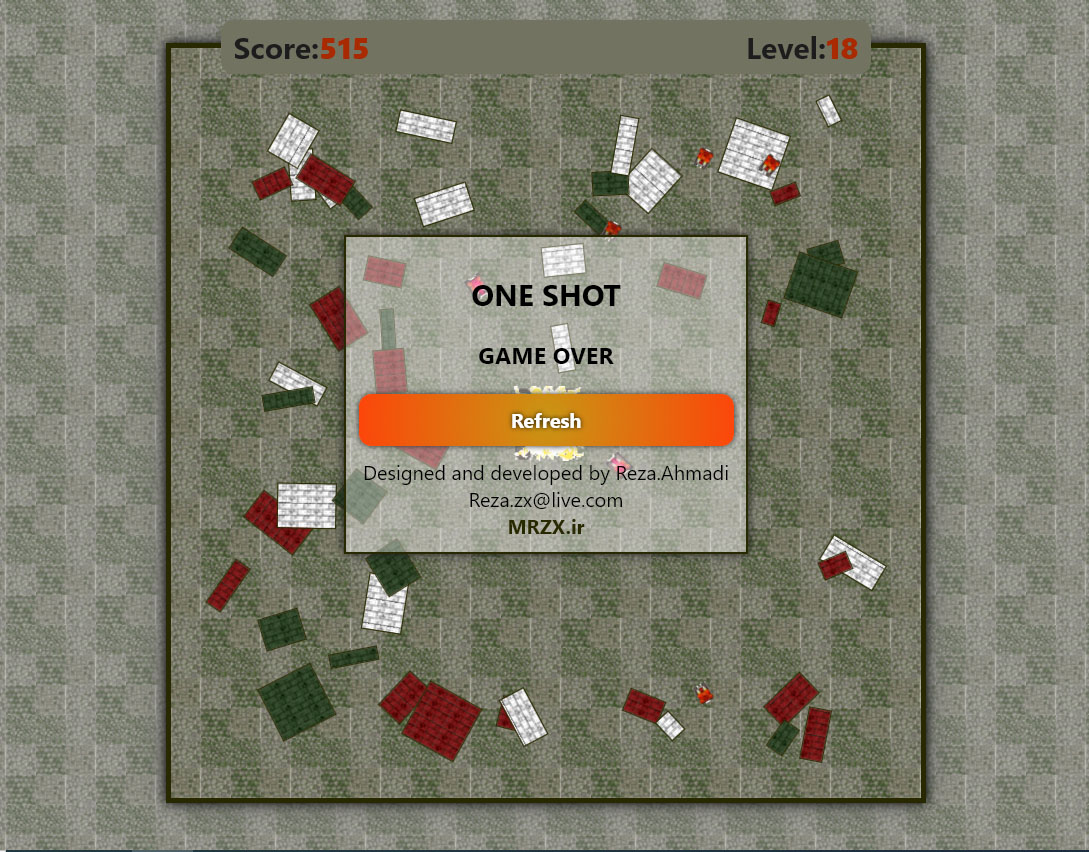 Score:515 Level:18
ONE SHOT
GAME OVER
Refresh
Designed and developed by Reza.Ahmadi
Reza.zx@live.com
MRZX.ir